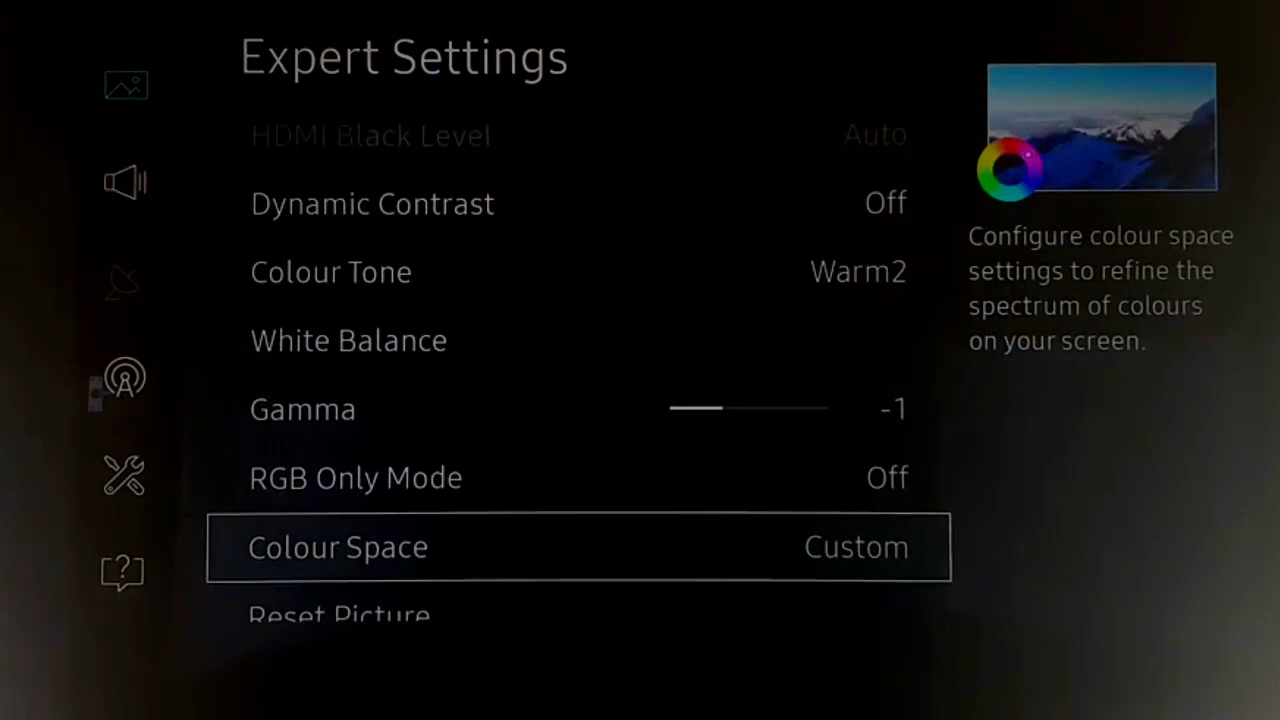 Expert Settings
HDMI Black Level Auto
Dynamic Contrast Off
Colour Tone Warm2
White Balance
Gamma -1
RGB Only Mode Off
Colour Space Custom
Reset Picture
Configure colour space
settings to refine the
spectrum of colours
on your screen.